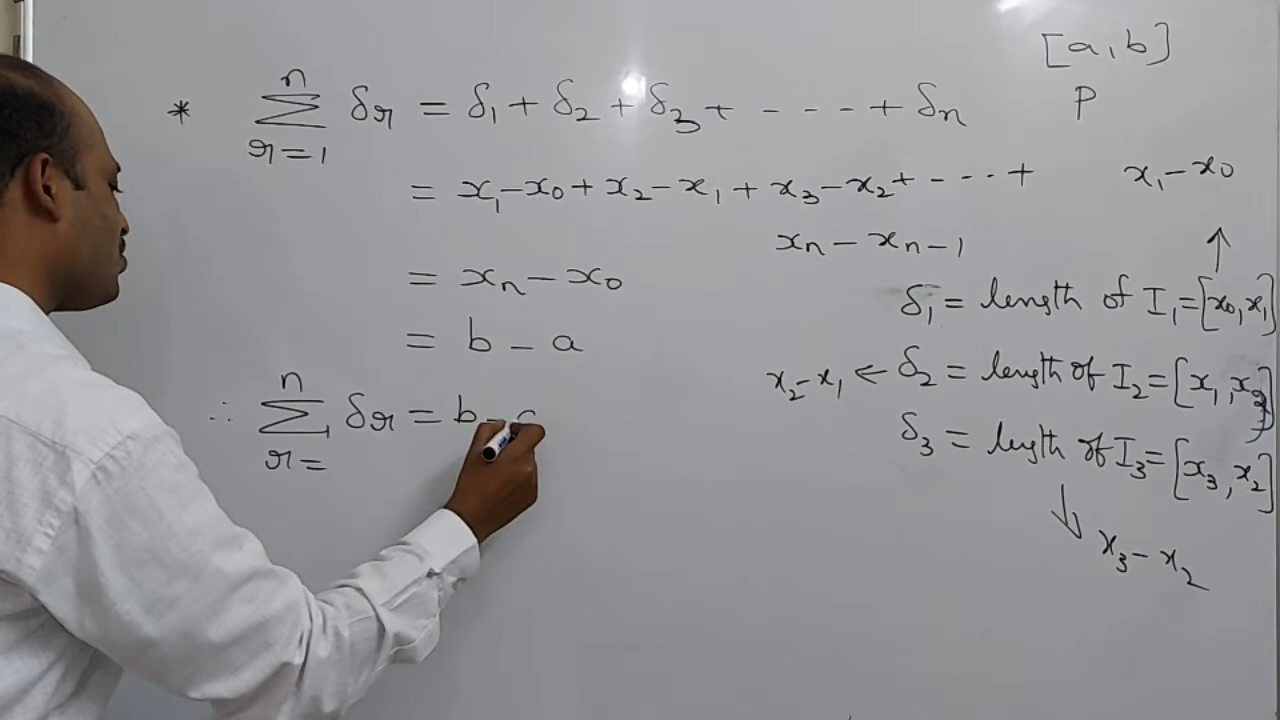 [a,b]
* n
∑ δr = δ1 + δ2 + δ3 + - - - + δn
r=1
P
= x1-x0 + x2-x1 + x3-x2 + - - - +
xn - xn-1
x1-x0
↑
= xn - x0
δ1 = length of I1 = [x0, x1]
= b - a
x2-x1 ← δ2 = length of I2 = [x1, x2]
n
∴ ∑ δr = b -
r=1
δ3 = length of I3 = [x3, x2]
↓ x3 - x2